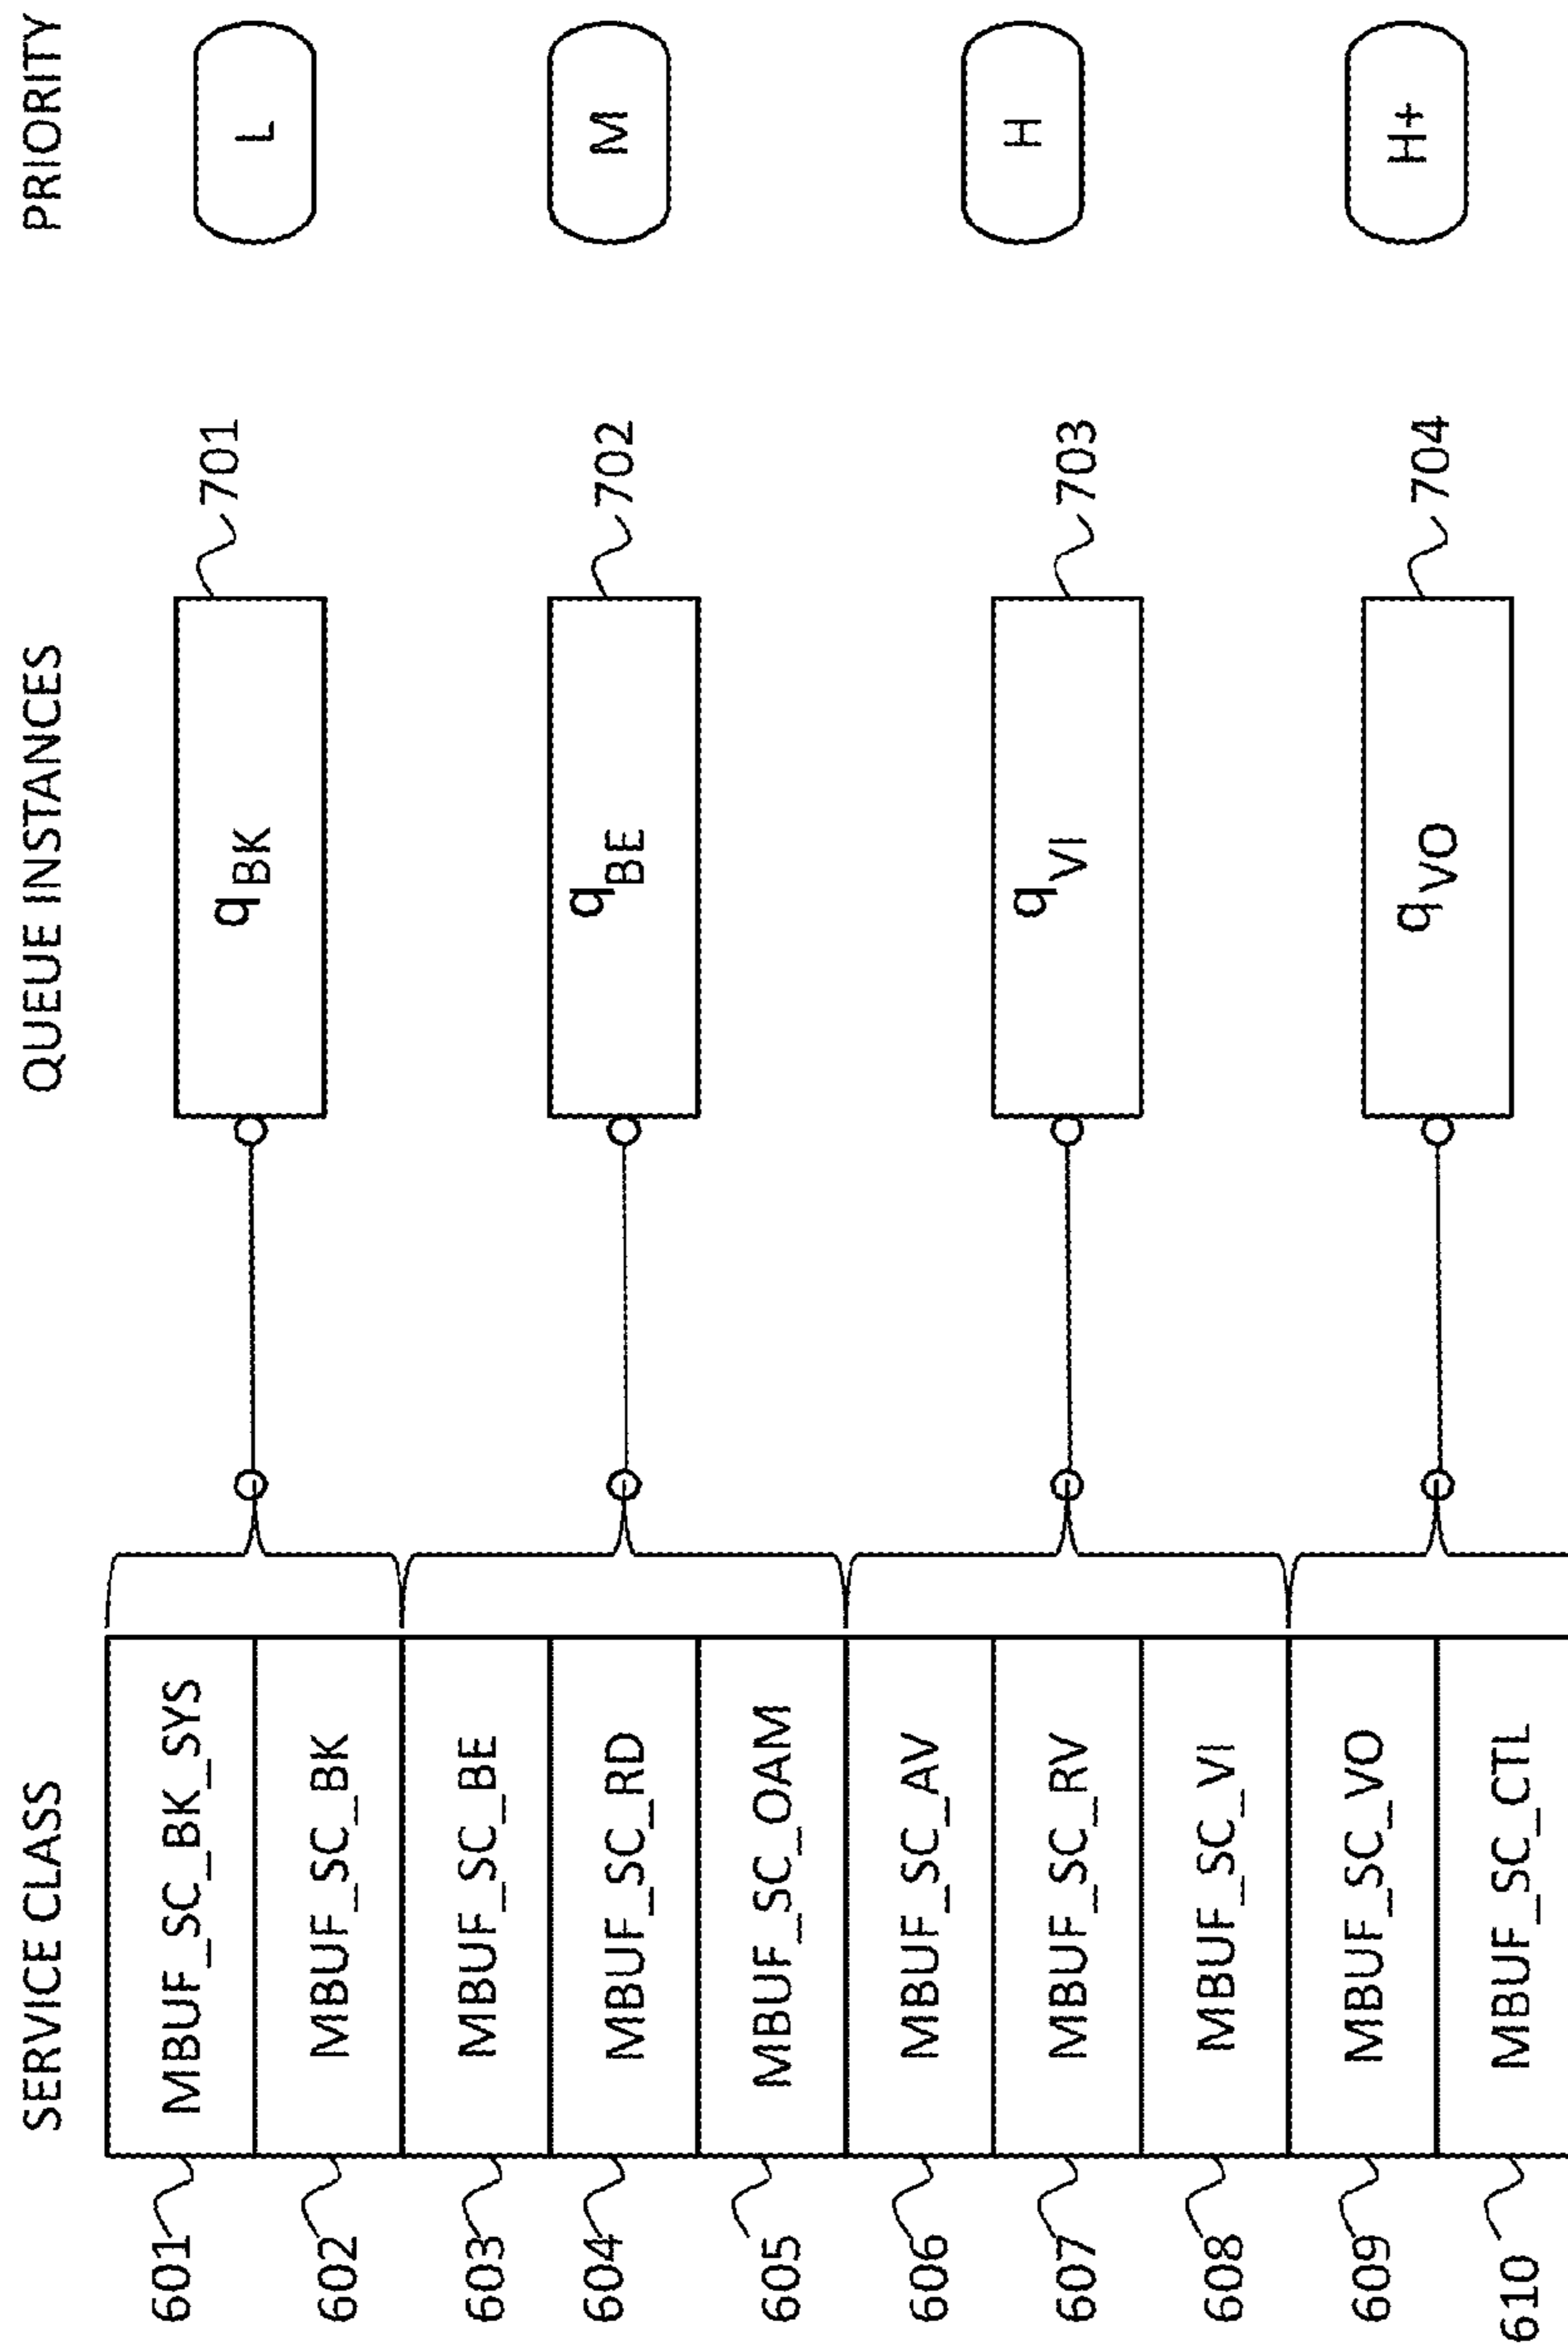 SERVICE CLASS QUEUE INSTANCES PRIORITY
601 MBUF_SC_BK_SYS
602 MBUF_SC_BK
qBK 701 L
603 MBUF_SC_BE
604 MBUF_SC_RD
605 MBUF_SC_OAM
qBE 702 M
606 MBUF_SC_AV
607 MBUF_SC_RV
608 MBUF_SC_VI
qVI 703 H
609 MBUF_SC_VO
610 MBUF_SC_CTL
qVO 704 H+